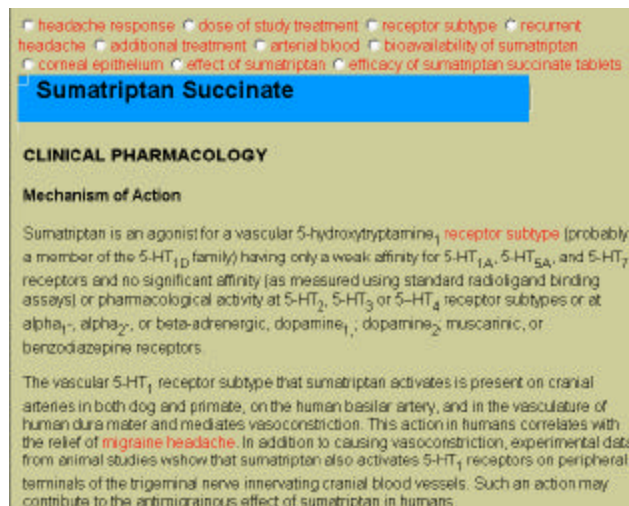 headache response dose of study treatment receptor subtype recurrent
headache additional treatment arterial blood bioavailability of sumatriptan
corneal epithelium effect of sumatriptan efficacy of sumatriptan succinate tablets
Sumatriptan Succinate
CLINICAL PHARMACOLOGY
Mechanism of Action
Sumatriptan is an agonist for a vascular 5-hydroxytryptamine1 receptor subtype (probably
a member of the 5-HT1D family) having only a weak affinity for 5-HT1A, 5-HT5A, and 5-HT7
receptors and no significant affinity (as measured using standard radioligand binding
assays) or pharmacological activity at 5-HT2, 5-HT3 or 5–HT4 receptor subtypes or at
alpha1-, alpha2-, or beta-adrenergic, dopamine1,; dopamine2; muscarinic, or
benzodiazepine receptors.
The vascular 5-HT1 receptor subtype that sumatriptan activates is present on cranial
arteries in both dog and primate, on the human basilar artery, and in the vasculature of
human dura mater and mediates vasoconstriction. This action in humans correlates with
the relief of migraine headache. In addition to causing vasoconstriction, experimental data
from animal studies wshow that sumatriptan also activates 5-HT1 receptors on peripheral
terminals of the trigeminal nerve innervating cranial blood vessels. Such an action may
contribute to the antimigrainous effect of sumatriptan in humans.